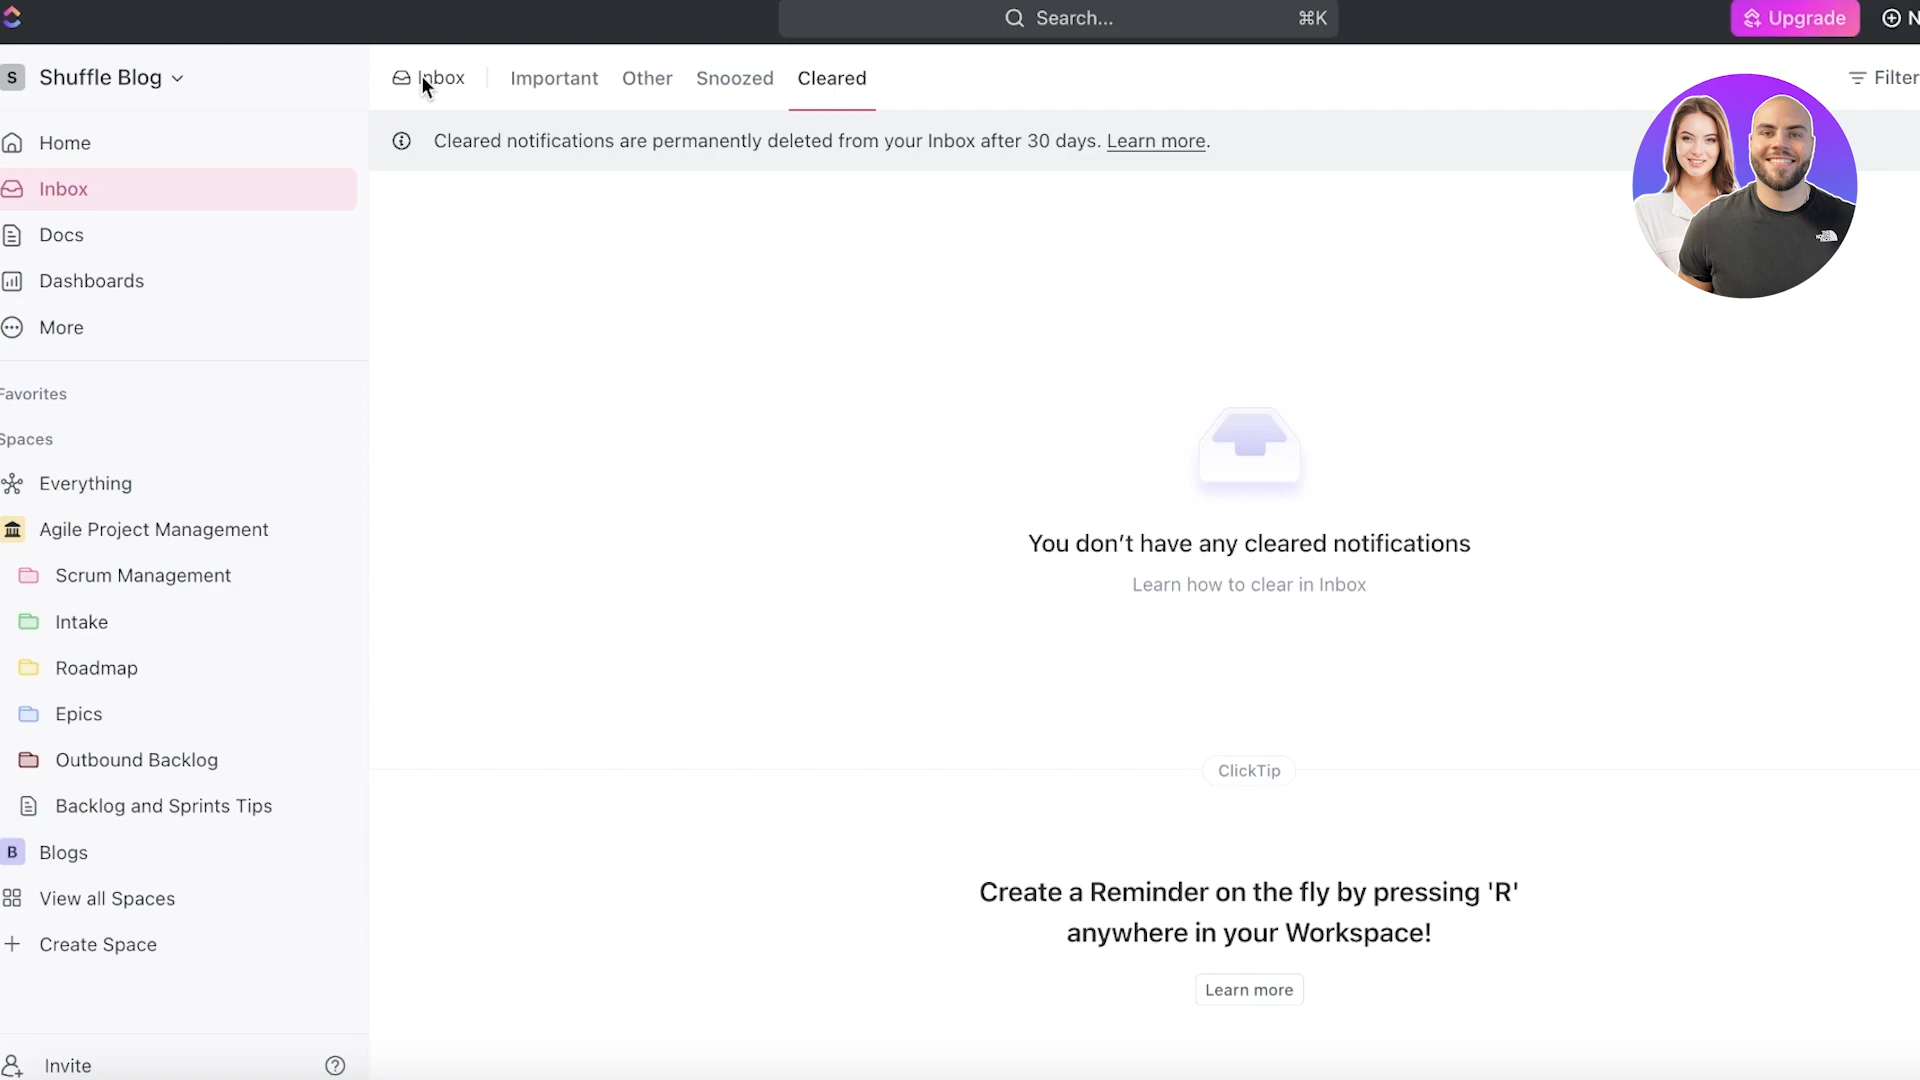 Search... ⌘K Upgrade N
S Shuffle Blog
Inbox Important Other Snoozed Cleared Filter
Cleared notifications are permanently deleted from your Inbox after 30 days. Learn more.
Home
Inbox
Docs
Dashboards
More
Favorites
Spaces
Everything
Agile Project Management
Scrum Management
Intake
Roadmap
Epics
Outbound Backlog
Backlog and Sprints Tips
B Blogs
View all Spaces
Create Space
Invite
You don’t have any cleared notifications
Learn how to clear in Inbox
ClickTip
Create a Reminder on the fly by pressing 'R'
anywhere in your Workspace!
Learn more